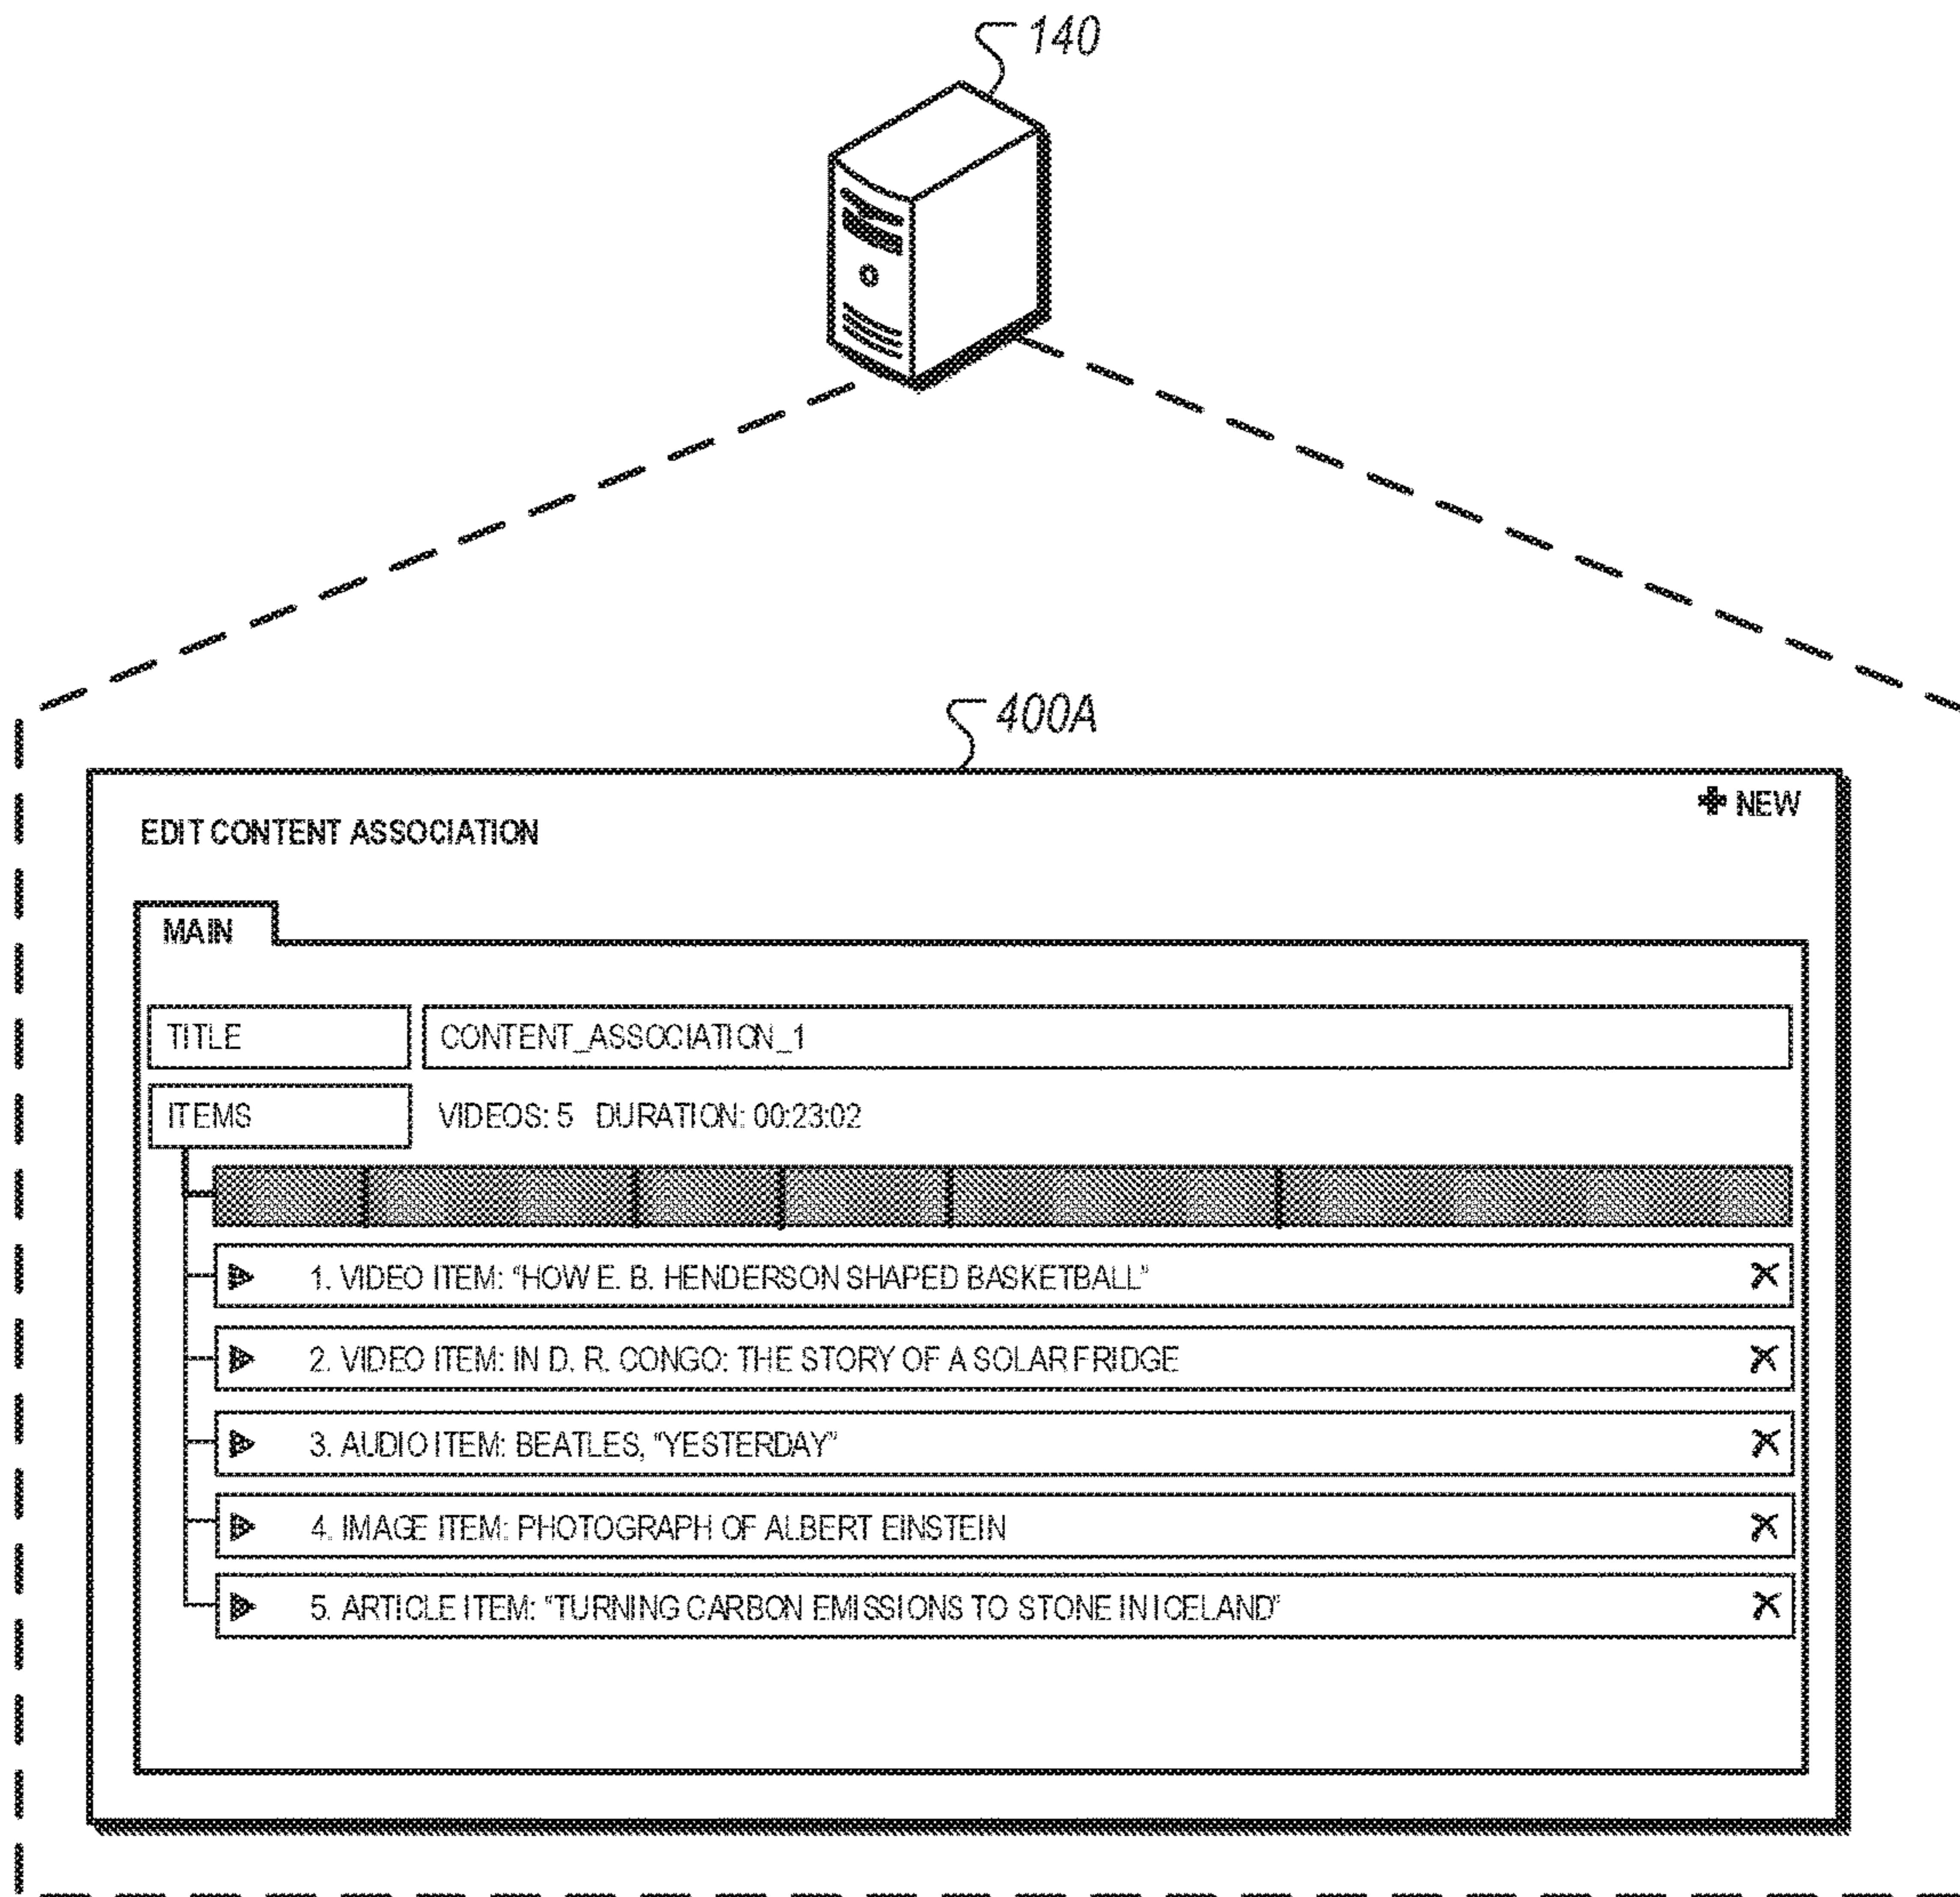 140
400A
+ NEW
EDIT CONTENT ASSOCIATION
MAIN
TITLE CONTENT_ASSOCIATION_1
ITEMS VIDEOS: 5 DURATION: 00:23:02
1. VIDEO ITEM: “HOW E. B. HENDERSON SHAPED BASKETBALL”
2. VIDEO ITEM: IN D. R. CONGO: THE STORY OF A SOLAR FRIDGE
3. AUDIO ITEM: BEATLES, “YESTERDAY”
4. IMAGE ITEM: PHOTOGRAPH OF ALBERT EINSTEIN
5. ARTICLE ITEM: “TURNING CARBON EMISSIONS TO STONE IN ICELAND”